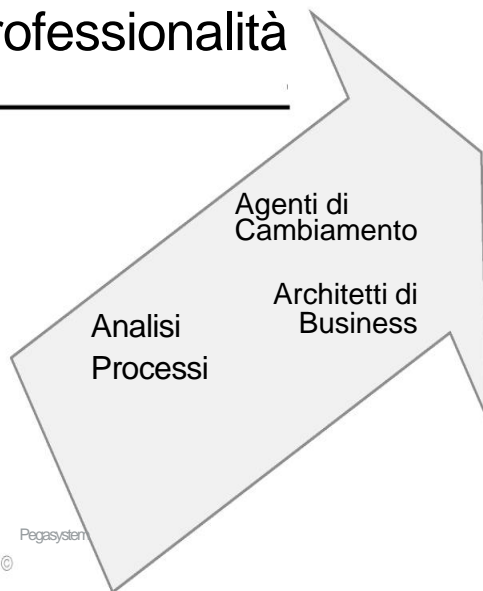 rofessionalità
Agenti di
Cambiamento
Architetti di
Business
Analisi
Processi
Pegasystem
©